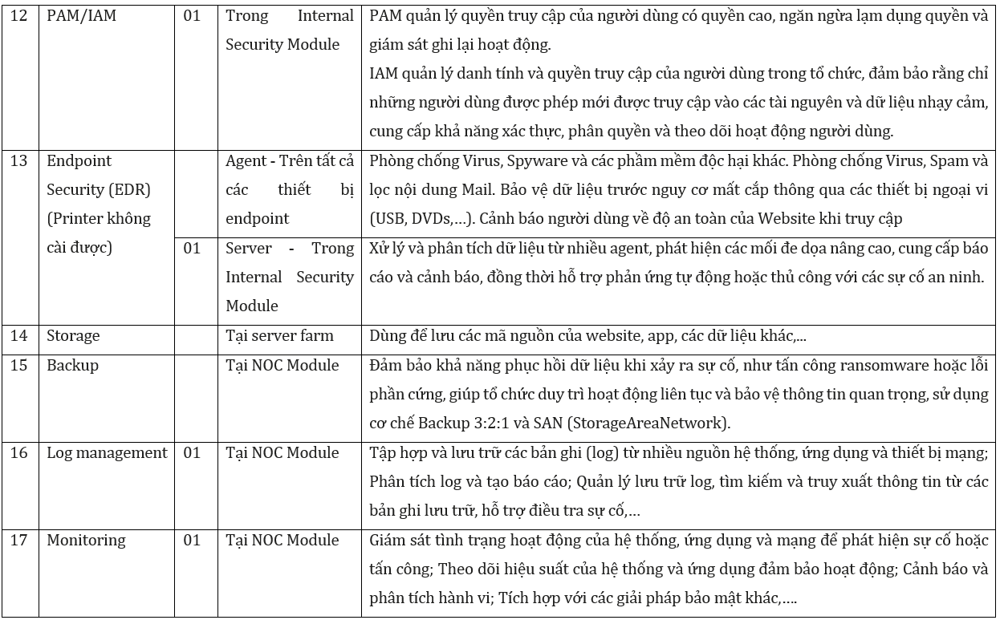 12 PAM/IAM 01 Trong Internal Security Module
PAM quản lý quyền truy cập của người dùng có quyền cao, ngăn ngừa lạm dụng quyền và
giám sát ghi lại hoạt động.
IAM quản lý danh tính và quyền truy cập của người dùng trong tổ chức, đảm bảo rằng chỉ
những người dùng được phép mới được truy cập vào các tài nguyên và dữ liệu nhạy cảm,
cung cấp khả năng xác thực, phân quyền và theo dõi hoạt động người dùng.
13 Endpoint
Security (EDR)
(Printer không
cài được)
Agent - Trên tất cả
các thiết bị
endpoint
Phòng chống Virus, Spyware và các phầm mềm độc hại khác. Phòng chống Virus, Spam và
lọc nội dung Mail. Bảo vệ dữ liệu trước nguy cơ mất cắp thông qua các thiết bị ngoại vi
(USB, DVDs,…). Cảnh báo người dùng về độ an toàn của Website khi truy cập
01 Server - Trong
Internal Security
Module
Xử lý và phân tích dữ liệu từ nhiều agent, phát hiện các mối đe dọa nâng cao, cung cấp báo
cáo và cảnh báo, đồng thời hỗ trợ phản ứng tự động hoặc thủ công với các sự cố an ninh.
14 Storage Tại server farm Dùng để lưu các mã nguồn của website, app, các dữ liệu khác,...
15 Backup Tại NOC Module Đảm bảo khả năng phục hồi dữ liệu khi xảy ra sự cố, như tấn công ransomware hoặc lỗi
phần cứng, giúp tổ chức duy trì hoạt động liên tục và bảo vệ thông tin quan trọng, sử dụng
cơ chế Backup 3:2:1 và SAN (StorageAreaNetwork).
16 Log management 01 Tại NOC Module Tập hợp và lưu trữ các bản ghi (log) từ nhiều nguồn hệ thống, ứng dụng và thiết bị mạng;
Phân tích log và tạo báo cáo; Quản lý lưu trữ log, tìm kiếm và truy xuất thông tin từ các
bản ghi lưu trữ, hỗ trợ điều tra sự cố,…
17 Monitoring 01 Tại NOC Module Giám sát tình trạng hoạt động của hệ thống, ứng dụng và mạng để phát hiện sự cố hoặc
tấn công; Theo dõi hiệu suất của hệ thống và ứng dụng đảm bảo hoạt động; Cảnh báo và
phân tích hành vi; Tích hợp với các giải pháp bảo mật khác,….